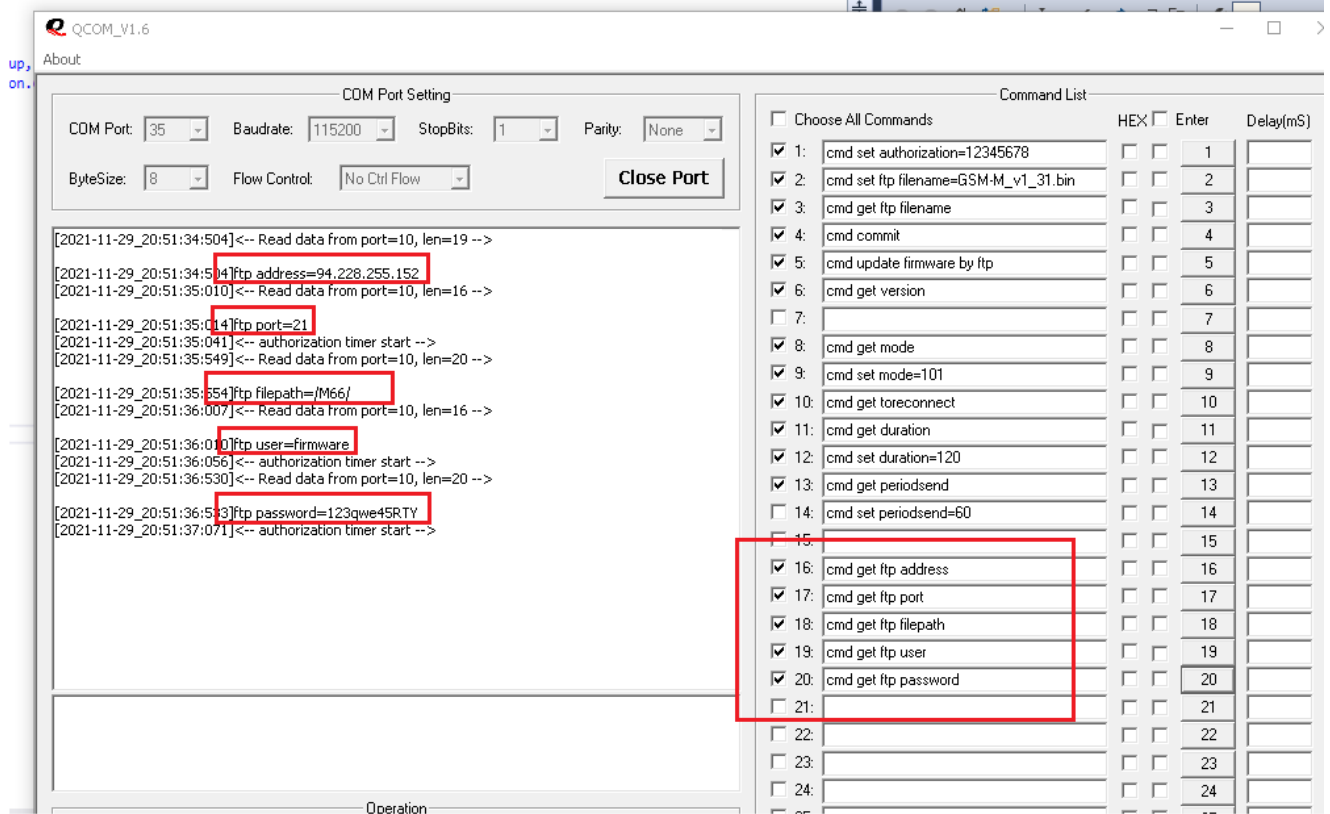 QCOM_V1.6
About
up,
on.
COM Port Setting
COM Port: 35 Baudrate: 115200 StopBits: 1 Parity: None
ByteSize: 8 Flow Control: No Ctrl Flow Close Port
[2021-11-29_20:51:34:504]<-- Read data from port=10, len=19 -->
[2021-11-29_20:51:34:504]ftp address=94.228.255.152
[2021-11-29_20:51:35:010]<-- Read data from port=10, len=16 -->
[2021-11-29_20:51:35:014]ftp port=21
[2021-11-29_20:51:35:041]<-- authorization timer start -->
[2021-11-29_20:51:35:549]<-- Read data from port=10, len=20 -->
[2021-11-29_20:51:35:554]ftp filepath=/M66/
[2021-11-29_20:51:36:007]<-- Read data from port=10, len=16 -->
[2021-11-29_20:51:36:010]ftp user=firmware
[2021-11-29_20:51:36:056]<-- authorization timer start -->
[2021-11-29_20:51:36:530]<-- Read data from port=10, len=20 -->
[2021-11-29_20:51:36:533]ftp password=123qwe45RTY
[2021-11-29_20:51:37:071]<-- authorization timer start -->
Operation
Command List
Choose All Commands HEX Enter Delay(mS)
1: cmd set authorization=12345678 1
2: cmd set ftp filename=GSM-M_v1_31.bin 2
3: cmd get ftp filename 3
4: cmd commit 4
5: cmd update firmware by ftp 5
6: cmd get version 6
7: 7
8: cmd get mode 8
9: cmd set mode=101 9
10: cmd get toreconnect 10
11: cmd get duration 11
12: cmd set duration=120 12
13: cmd get periodsend 13
14: cmd set periodsend=60 14
15: 15
16: cmd get ftp address 16
17: cmd get ftp port 17
18: cmd get ftp filepath 18
19: cmd get ftp user 19
20: cmd get ftp password 20
21: 21
22: 22
23: 23
24: 24